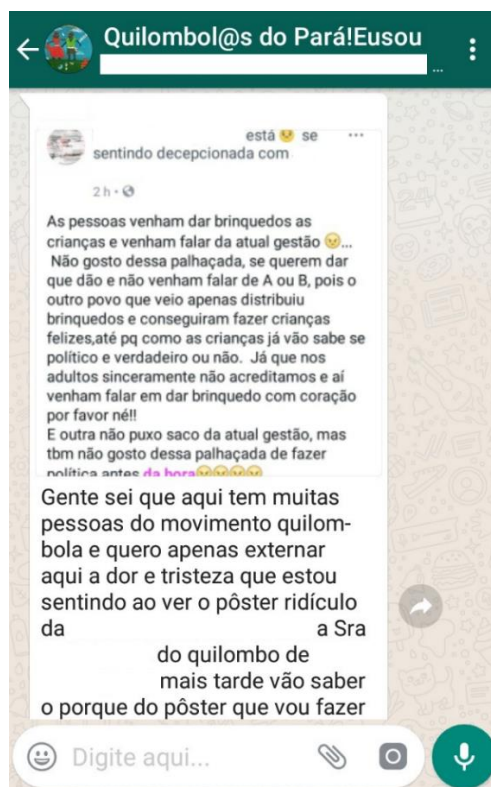 Quilombol@s do Pará!Eusou
...
está 😠 se ...
sentindo decepcionada com
2 h •
As pessoas venham dar brinquedos as
crianças e venham falar da atual gestão 😠...
Não gosto dessa palhaçada, se querem dar
que dão e não venham falar de A ou B, pois o
outro povo que veio apenas distribuiu
brinquedos e conseguiram fazer crianças
felizes,até pq como as crianças já vão sabe se
político e verdadeiro ou não.  Já que nos
adultos sinceramente não acreditamos e aí
venham falar em dar brinquedo com coração
por favor né!!
E outra não puxo saco da atual gestão, mas
tbm não gosto dessa palhaçada de fazer
política antes da hora😠😠😠😠
Gente sei que aqui tem muitas
pessoas do movimento quilom-
bola e quero apenas externar
aqui a dor e tristeza que estou
sentindo ao ver o pôster ridículo
da a Sra
do quilombo de
mais tarde vão saber
o porque do pôster que vou fazer
Digite aqui...